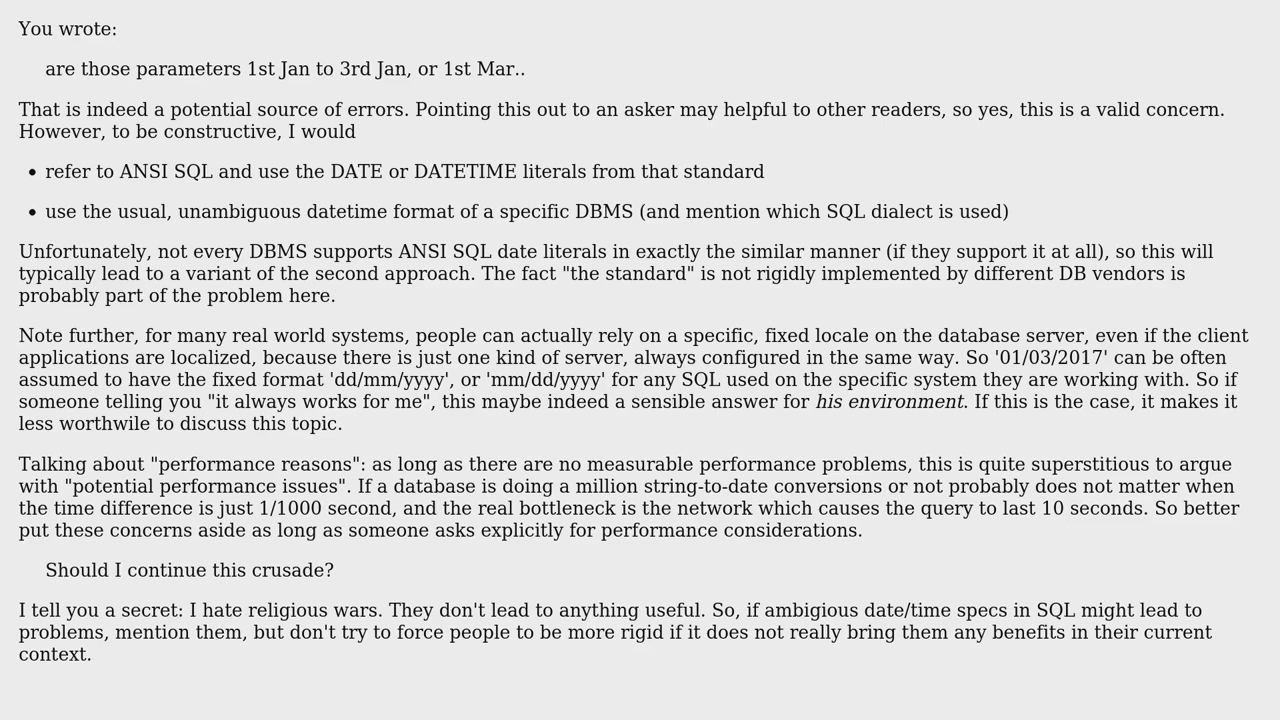 You wrote:
are those parameters 1st Jan to 3rd Jan, or 1st Mar..
That is indeed a potential source of errors. Pointing this out to an asker may helpful to other readers, so yes, this is a valid concern.
However, to be constructive, I would
• refer to ANSI SQL and use the DATE or DATETIME literals from that standard
• use the usual, unambiguous datetime format of a specific DBMS (and mention which SQL dialect is used)
Unfortunately, not every DBMS supports ANSI SQL date literals in exactly the similar manner (if they support it at all), so this will
typically lead to a variant of the second approach. The fact "the standard" is not rigidly implemented by different DB vendors is
probably part of the problem here.
Note further, for many real world systems, people can actually rely on a specific, fixed locale on the database server, even if the client
applications are localized, because there is just one kind of server, always configured in the same way. So '01/03/2017' can be often
assumed to have the fixed format 'dd/mm/yyyy', or 'mm/dd/yyyy' for any SQL used on the specific system they are working with. So if
someone telling you "it always works for me", this maybe indeed a sensible answer for his environment. If this is the case, it makes it
less worthwile to discuss this topic.
Talking about "performance reasons": as long as there are no measurable performance problems, this is quite superstitious to argue
with "potential performance issues". If a database is doing a million string-to-date conversions or not probably does not matter when
the time difference is just 1/1000 second, and the real bottleneck is the network which causes the query to last 10 seconds. So better
put these concerns aside as long as someone asks explicitly for performance considerations.
Should I continue this crusade?
I tell you a secret: I hate religious wars. They don't lead to anything useful. So, if ambigious date/time specs in SQL might lead to
problems, mention them, but don't try to force people to be more rigid if it does not really bring them any benefits in their current
context.